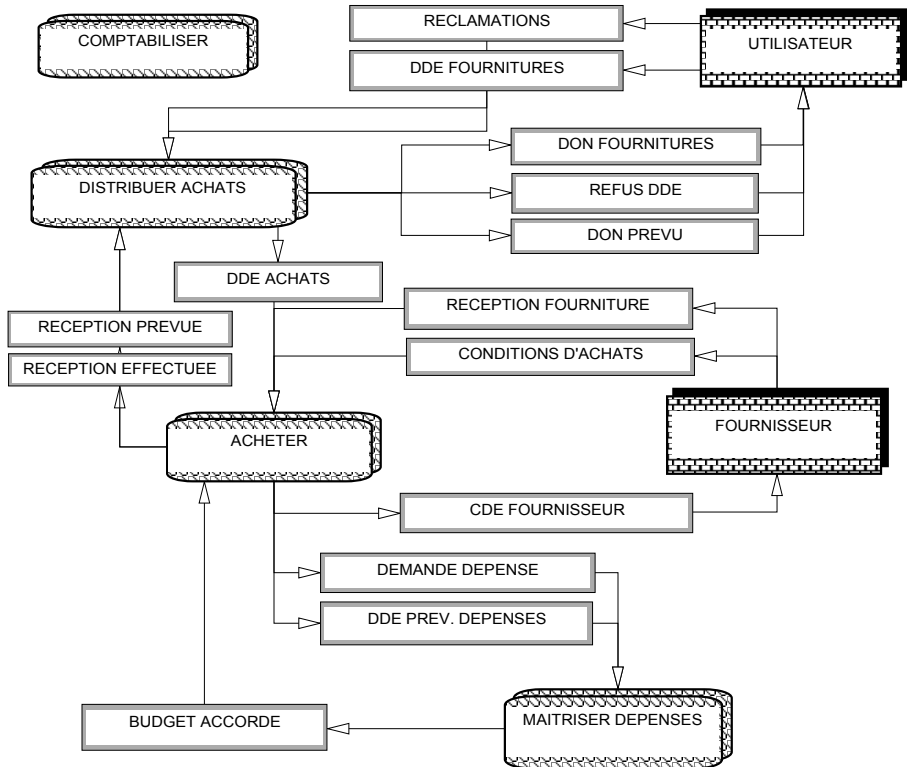 RECLAMATIONS
COMPTABILISER
UTILISATEUR
DDE FOURNITURES
DON FOURNITURES
DISTRIBUER ACHATS
REFUS DDE
DON PREVU
DDE ACHATS
RECEPTION FOURNITURE
RECEPTION PREVUE
CONDITIONS D'ACHATS
RECEPTION EFFECTUEE
FOURNISSEUR
ACHETER
CDE FOURNISSEUR
DEMANDE DEPENSE
DDE PREV. DEPENSES
BUDGET ACCORDE
MAITRISER DEPENSES